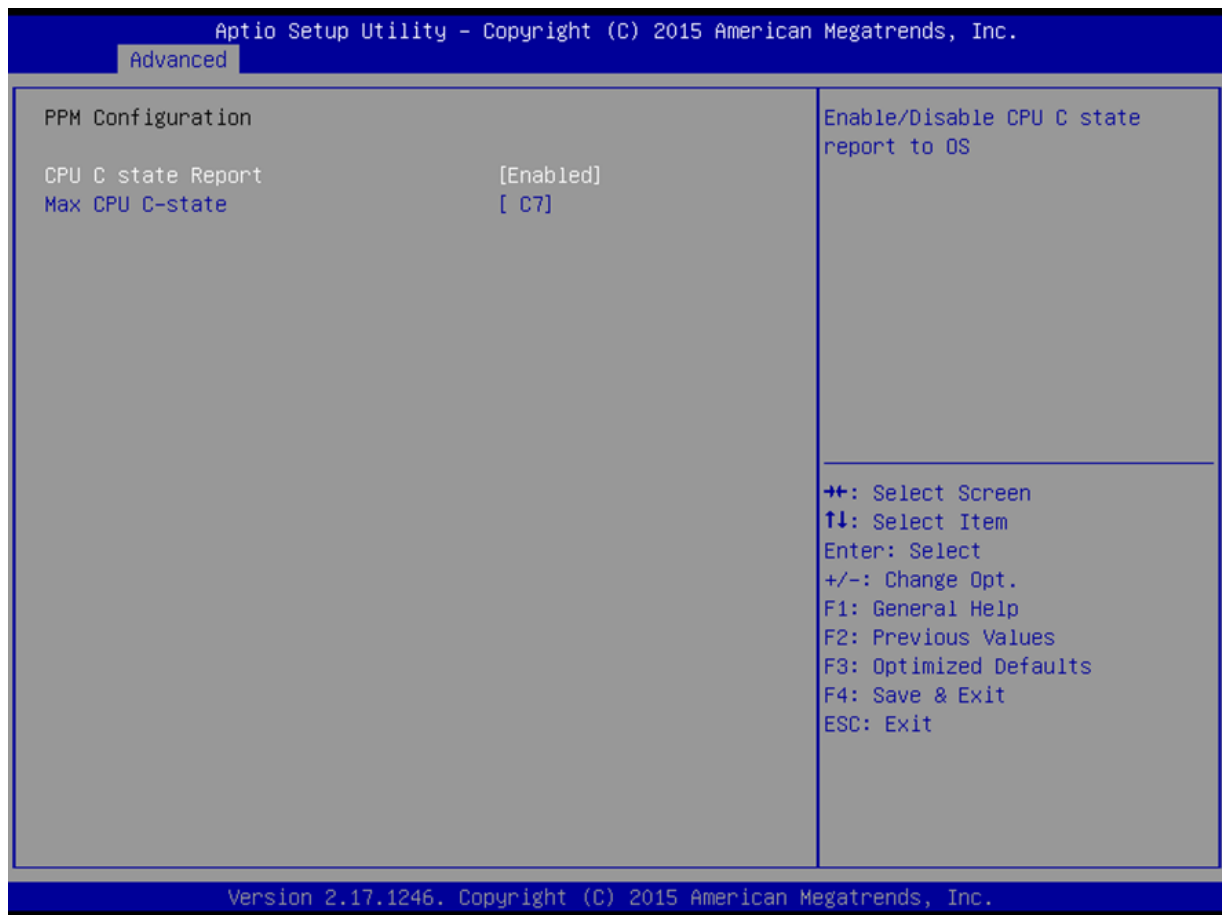 Aptio Setup Utility – Copyright (C) 2015 American Megatrends, Inc.
Advanced
PPM Configuration
CPU C state Report [Enabled]
Max CPU C-state [ C7]
Enable/Disable CPU C state
report to OS
→←: Select Screen
↑↓: Select Item
Enter: Select
+/-: Change Opt.
F1: General Help
F2: Previous Values
F3: Optimized Defaults
F4: Save & Exit
ESC: Exit
Version 2.17.1246. Copyright (C) 2015 American Megatrends, Inc.